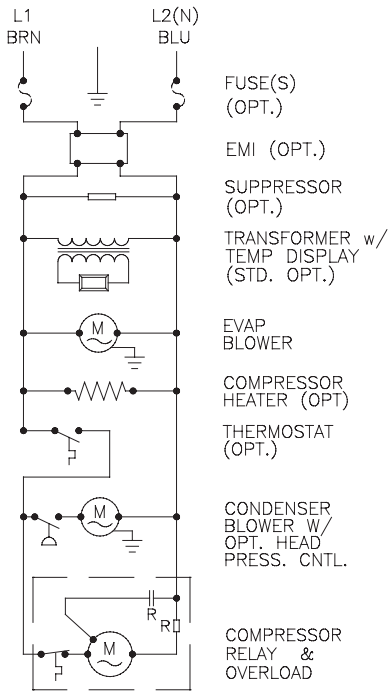 L1 L2(N)
BRN BLU
FUSE(S)
(OPT.)
EMI (OPT.)
SUPPRESSOR
(OPT.)
TRANSFORMER w/
TEMP DISPLAY
(STD. OPT.)
M
EVAP
BLOWER
COMPRESSOR
HEATER (OPT)
THERMOSTAT
(OPT.)
M
CONDENSER
BLOWER W/
OPT. HEAD
PRESS. CNTL.
R
R
M
COMPRESSOR
RELAY &
OVERLOAD